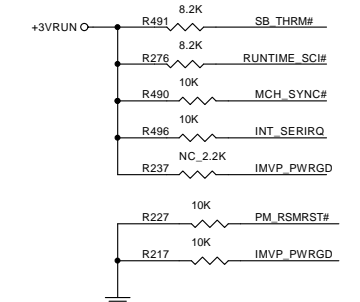 8.2K
+3VRUN R491 SB_THRM#
8.2K
R276 RUNTIME_SCI#
10K
R490 MCH_SYNC#
10K
R496 INT_SERIRQ
NC_2.2K
R237 IMVP_PWRGD
10K
R227 PM_RSMRST#
10K
R217 IMVP_PWRGD